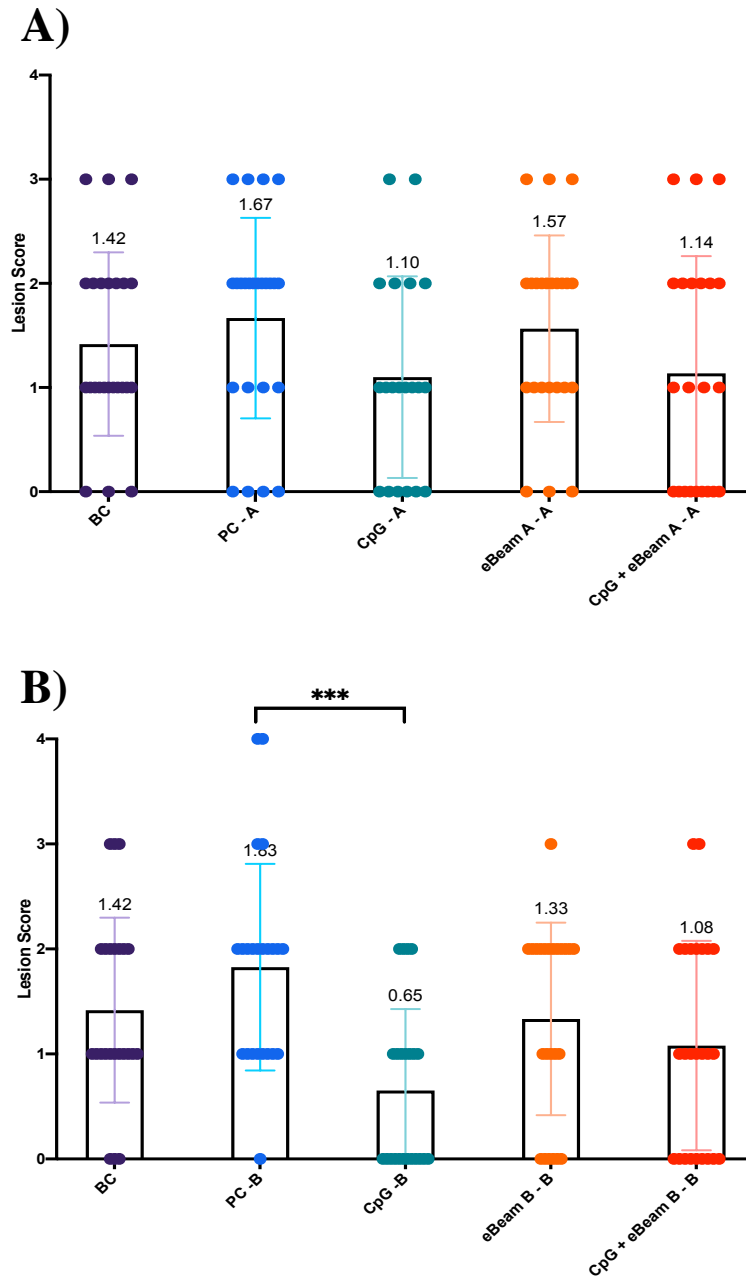 A)
4
3
2
1
0
Lesion Score
1.42
1.67
1.10
1.57
1.14
BC
PC - A
CpG - A
eBeam A - A
CpG + eBeam A - A
B)
***
4
3
2
1
0
Lesion Score
1.42
1.83
0.65
1.33
1.08
BC
PC -B
CpG -B
eBeam B - B
CpG + eBeam B - B